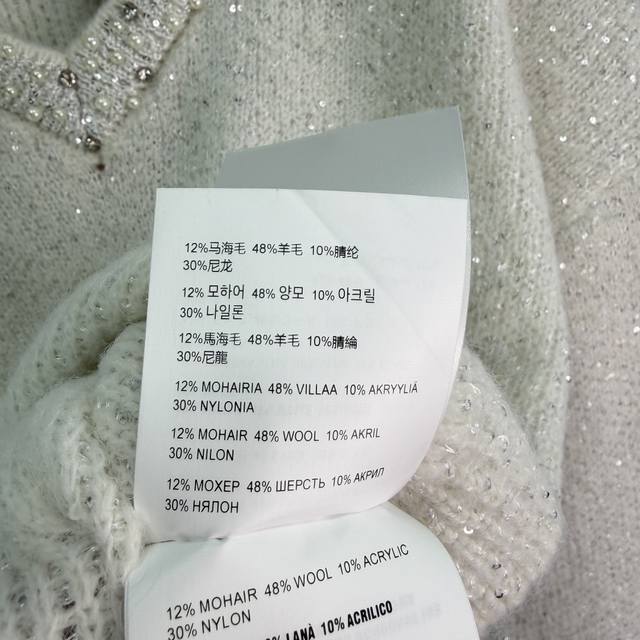 12%马海毛 48%羊毛 10%腈纶
30%尼龙
12% 모하어 48% 양모 10% 아크릴
30% 나일론
12%馬海毛 48%羊毛 10%腈綸
30%尼龍
12% MOHAIRIA 48% VILLAA 10% AKRYYLIÄ
30% NYLONIA
12% MOHAIR 48% WOOL 10% AKRIL
30% NILON
12% МОХЕР 48% ШЕРСТЬ 10% АКРИЛ
30% НЯЛОН
12% MOHAIR 48% WOOL 10% ACRYLIC
30% NYLON
LANÀ 10% ACRILICO